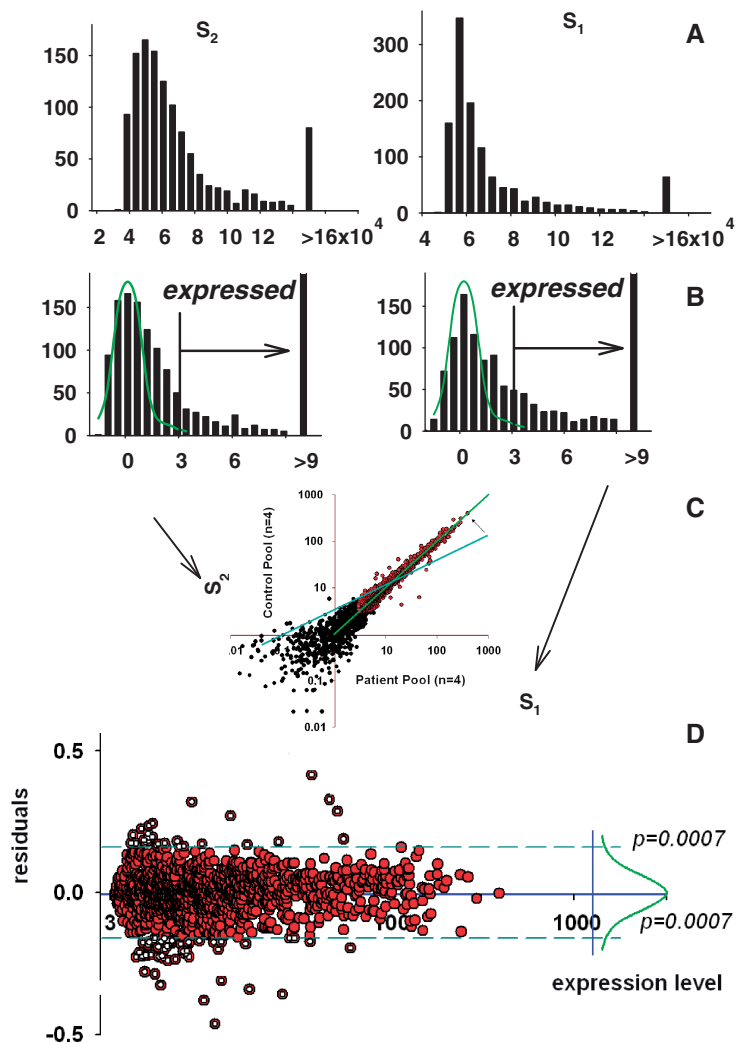 S2
S1
A
150
100
50
0
2 4 6 8 10 12 >16x10^4
300
200
100
0
4 6 8 10 12 >16x10^4
B
expressed
150
100
50
0
0 3 6 >9
expressed
150
100
50
0
0 3 6 >9
C
S2
Control Pool (n=4)
1000
100
10
0.1
0.01
.01
10 100 1000
Patient Pool (n=4)
S1
D
residuals
0.5
0.0
-0.5
3
1000
p=0.0007
p=0.0007
expression level